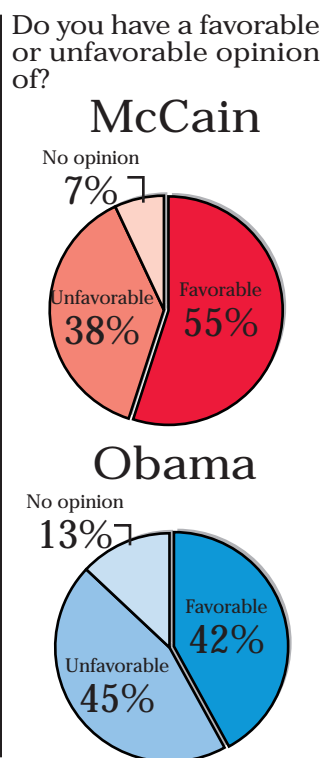 Do you have a favorable
or unfavorable opinion
of?
McCain
No opinion
7%
Unfavorable
38%
Favorable
55%
Obama
No opinion
13%
Favorable
42%
Unfavorable
45%